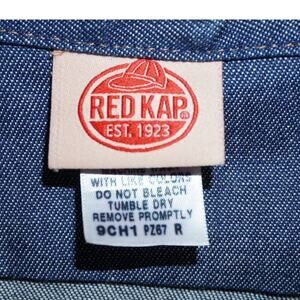 RED KAP®
EST. 1923
WITH LIKE COLORS
DO NOT BLEACH
TUMBLE DRY
REMOVE PROMPTLY
9CH1 PZ67 R